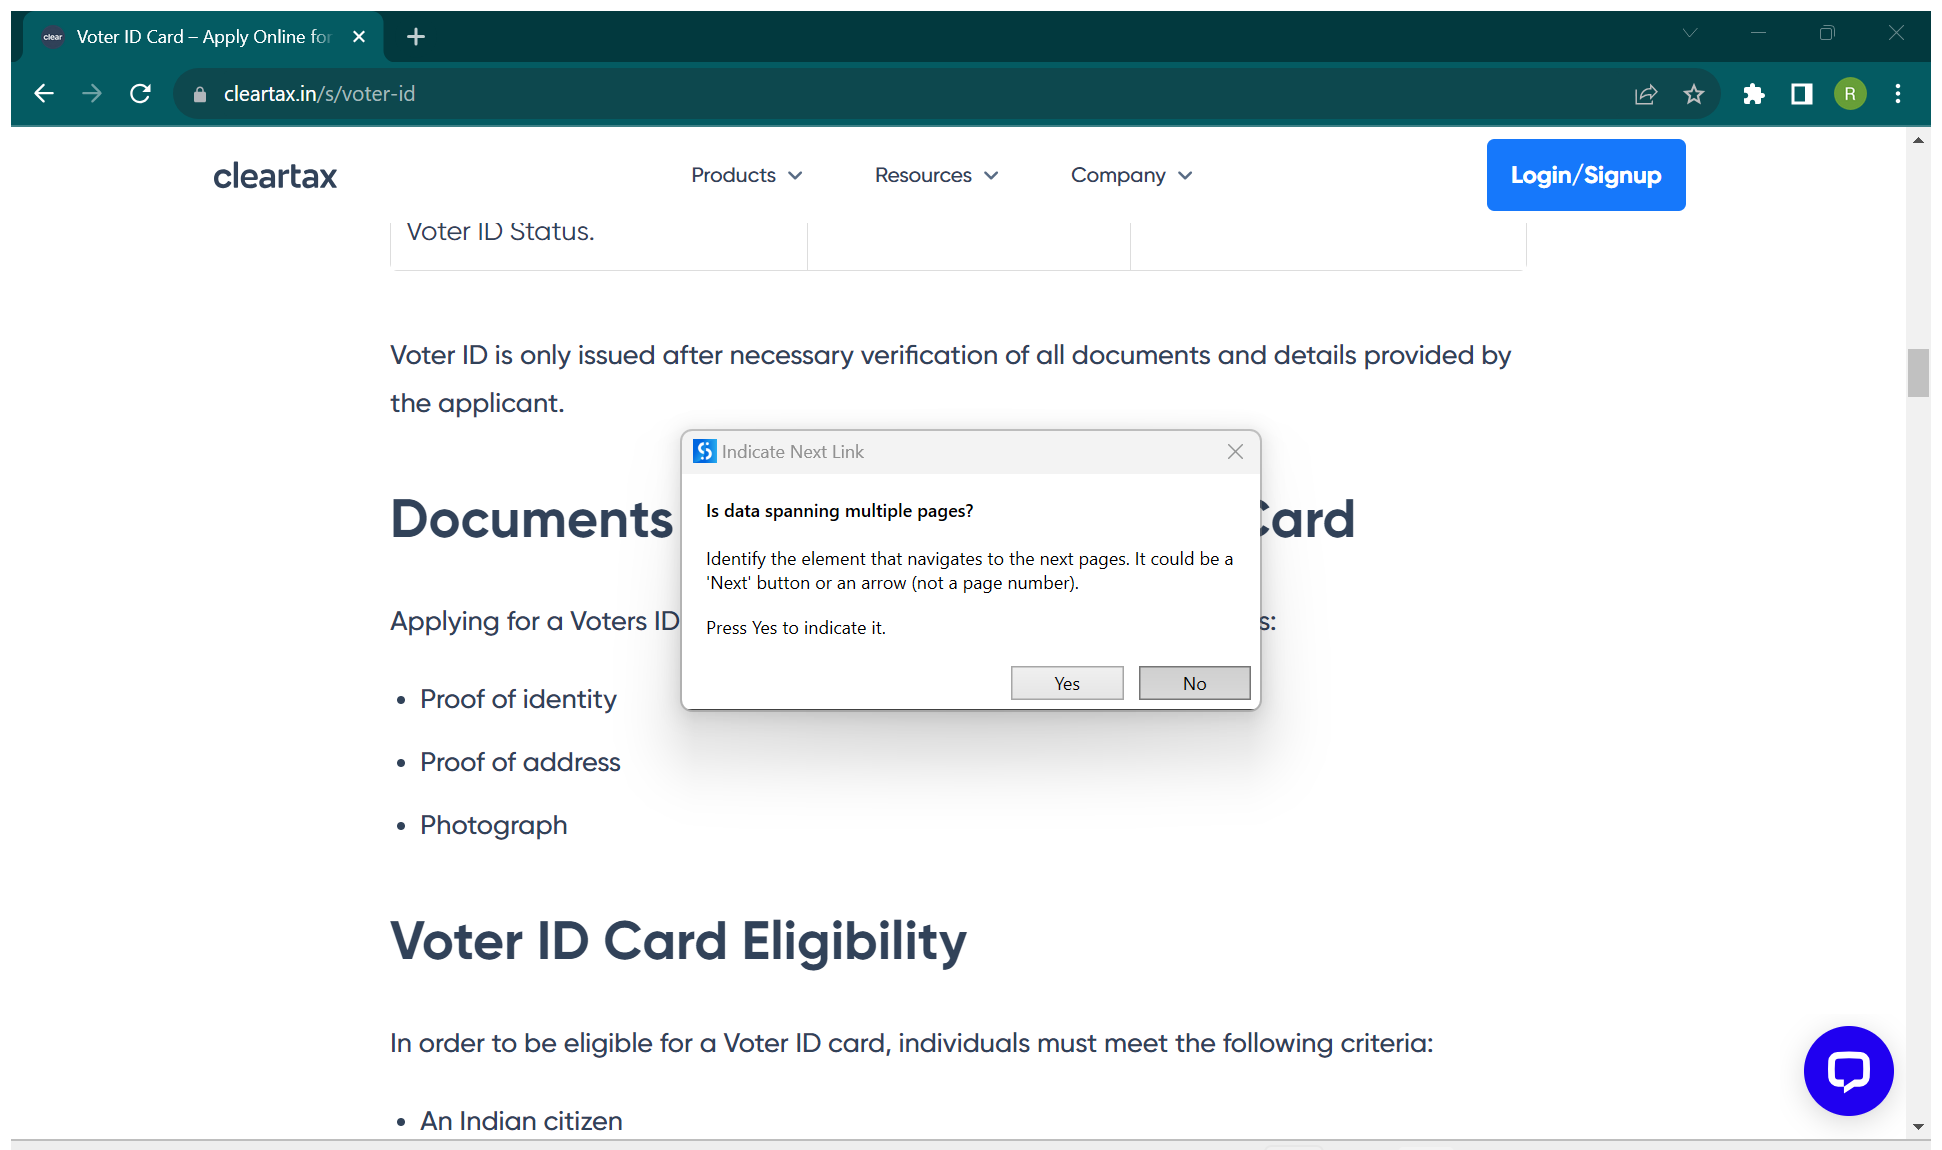 clear Voter ID Card – Apply Online for
cleartax.in/s/voter-id
R
cleartax
Products
Resources
Company
Login/Signup
Voter ID Status.
Voter ID is only issued after necessary verification of all documents and details provided by
the applicant.
Indicate Next Link
Is data spanning multiple pages?
Identify the element that navigates to the next pages. It could be a
'Next' button or an arrow (not a page number).
Press Yes to indicate it.
Yes
No
Documents
Card
Applying for a Voters ID
s:
• Proof of identity
• Proof of address
• Photograph
Voter ID Card Eligibility
In order to be eligible for a Voter ID card, individuals must meet the following criteria:
• An Indian citizen